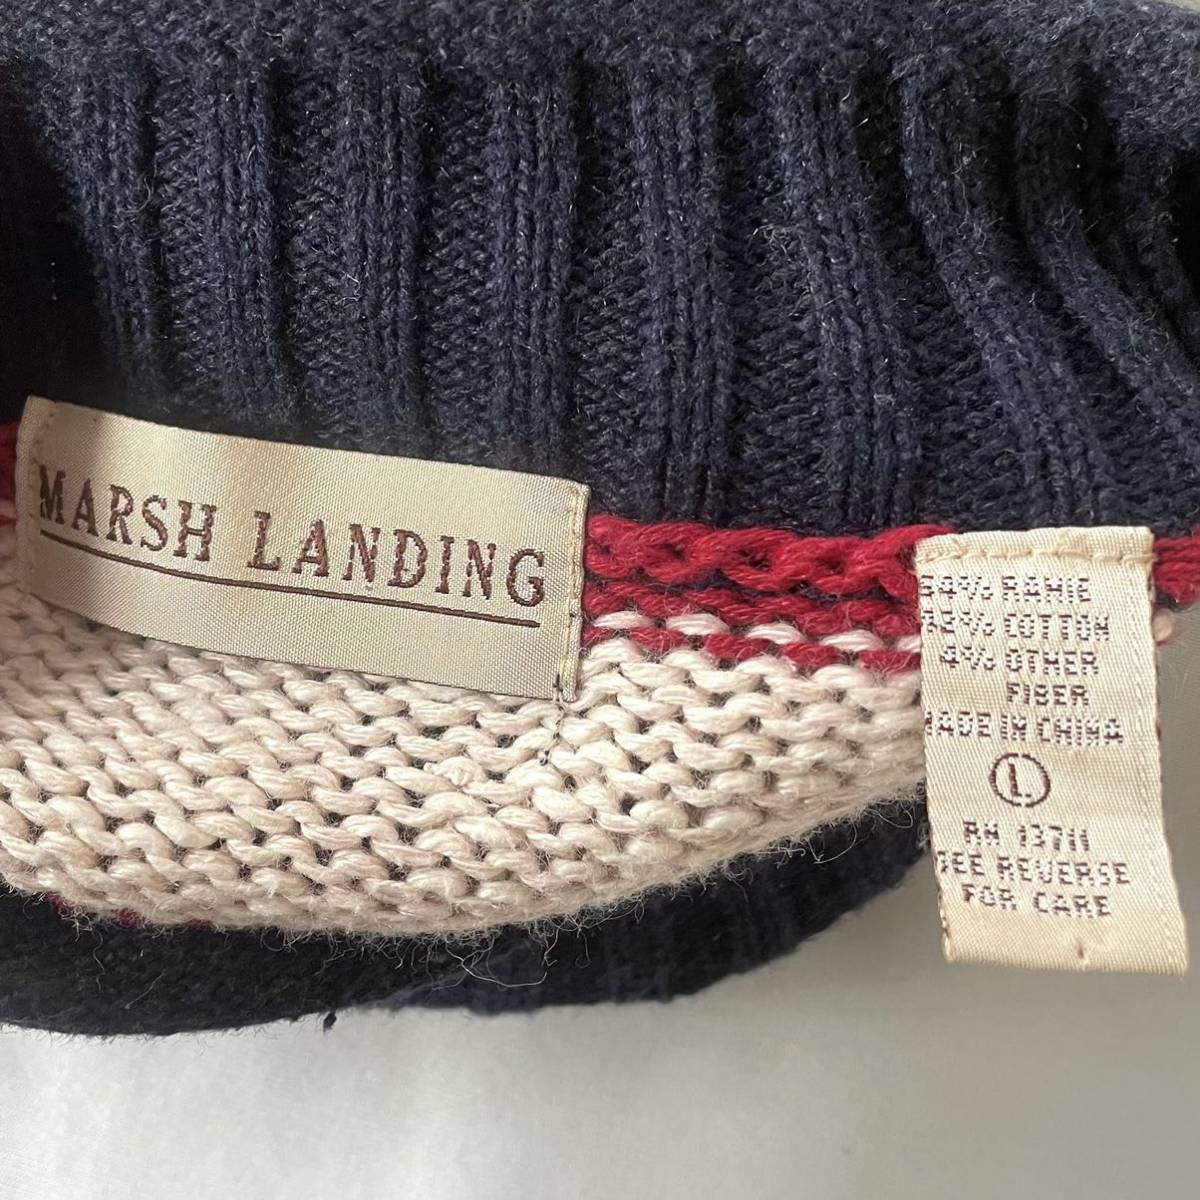 MARSH LANDING
RAMIE
COTTON
4% OTHER
FIBER
MADE IN CHINA
L
RN 13711
SEE REVERSE
FOR CARE